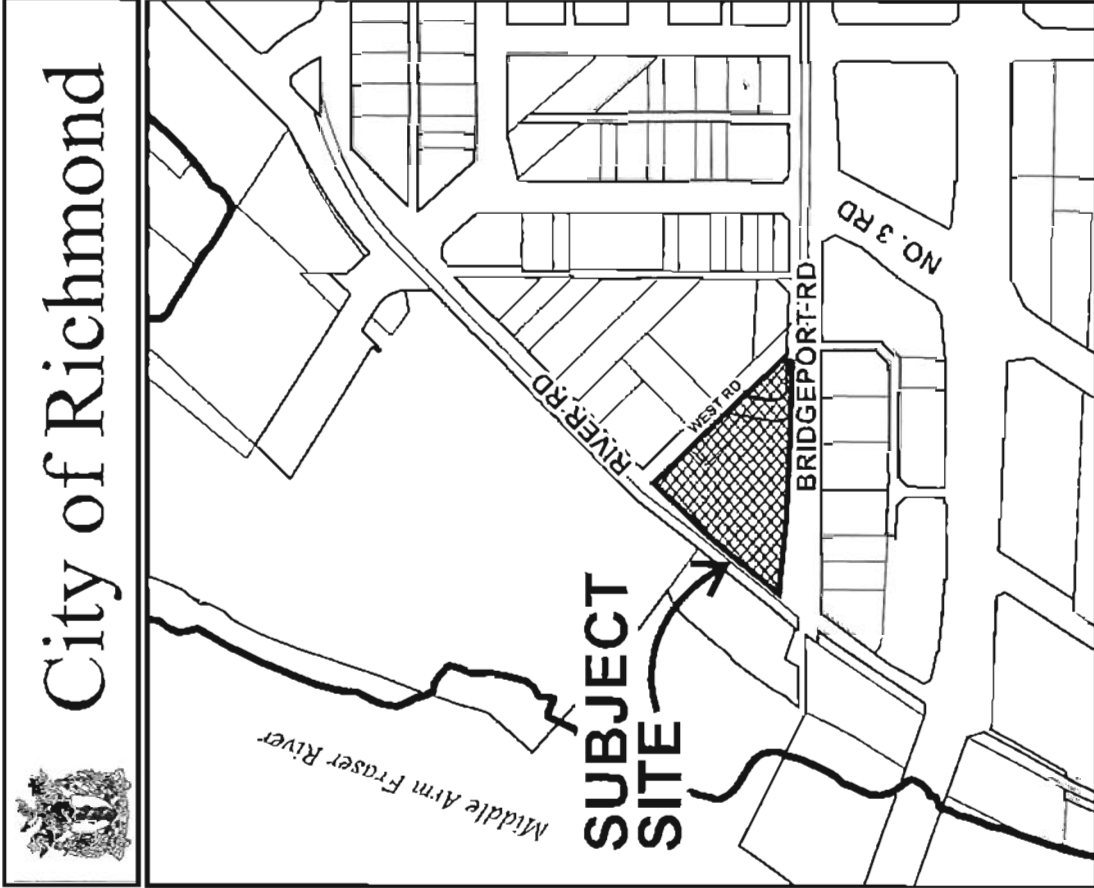 City of Richmond
NO. 3 RD
RIVER RD
WEST RD
BRIDGEPORT RD
SUBJECT
SITE
Middle Arm Fraser River